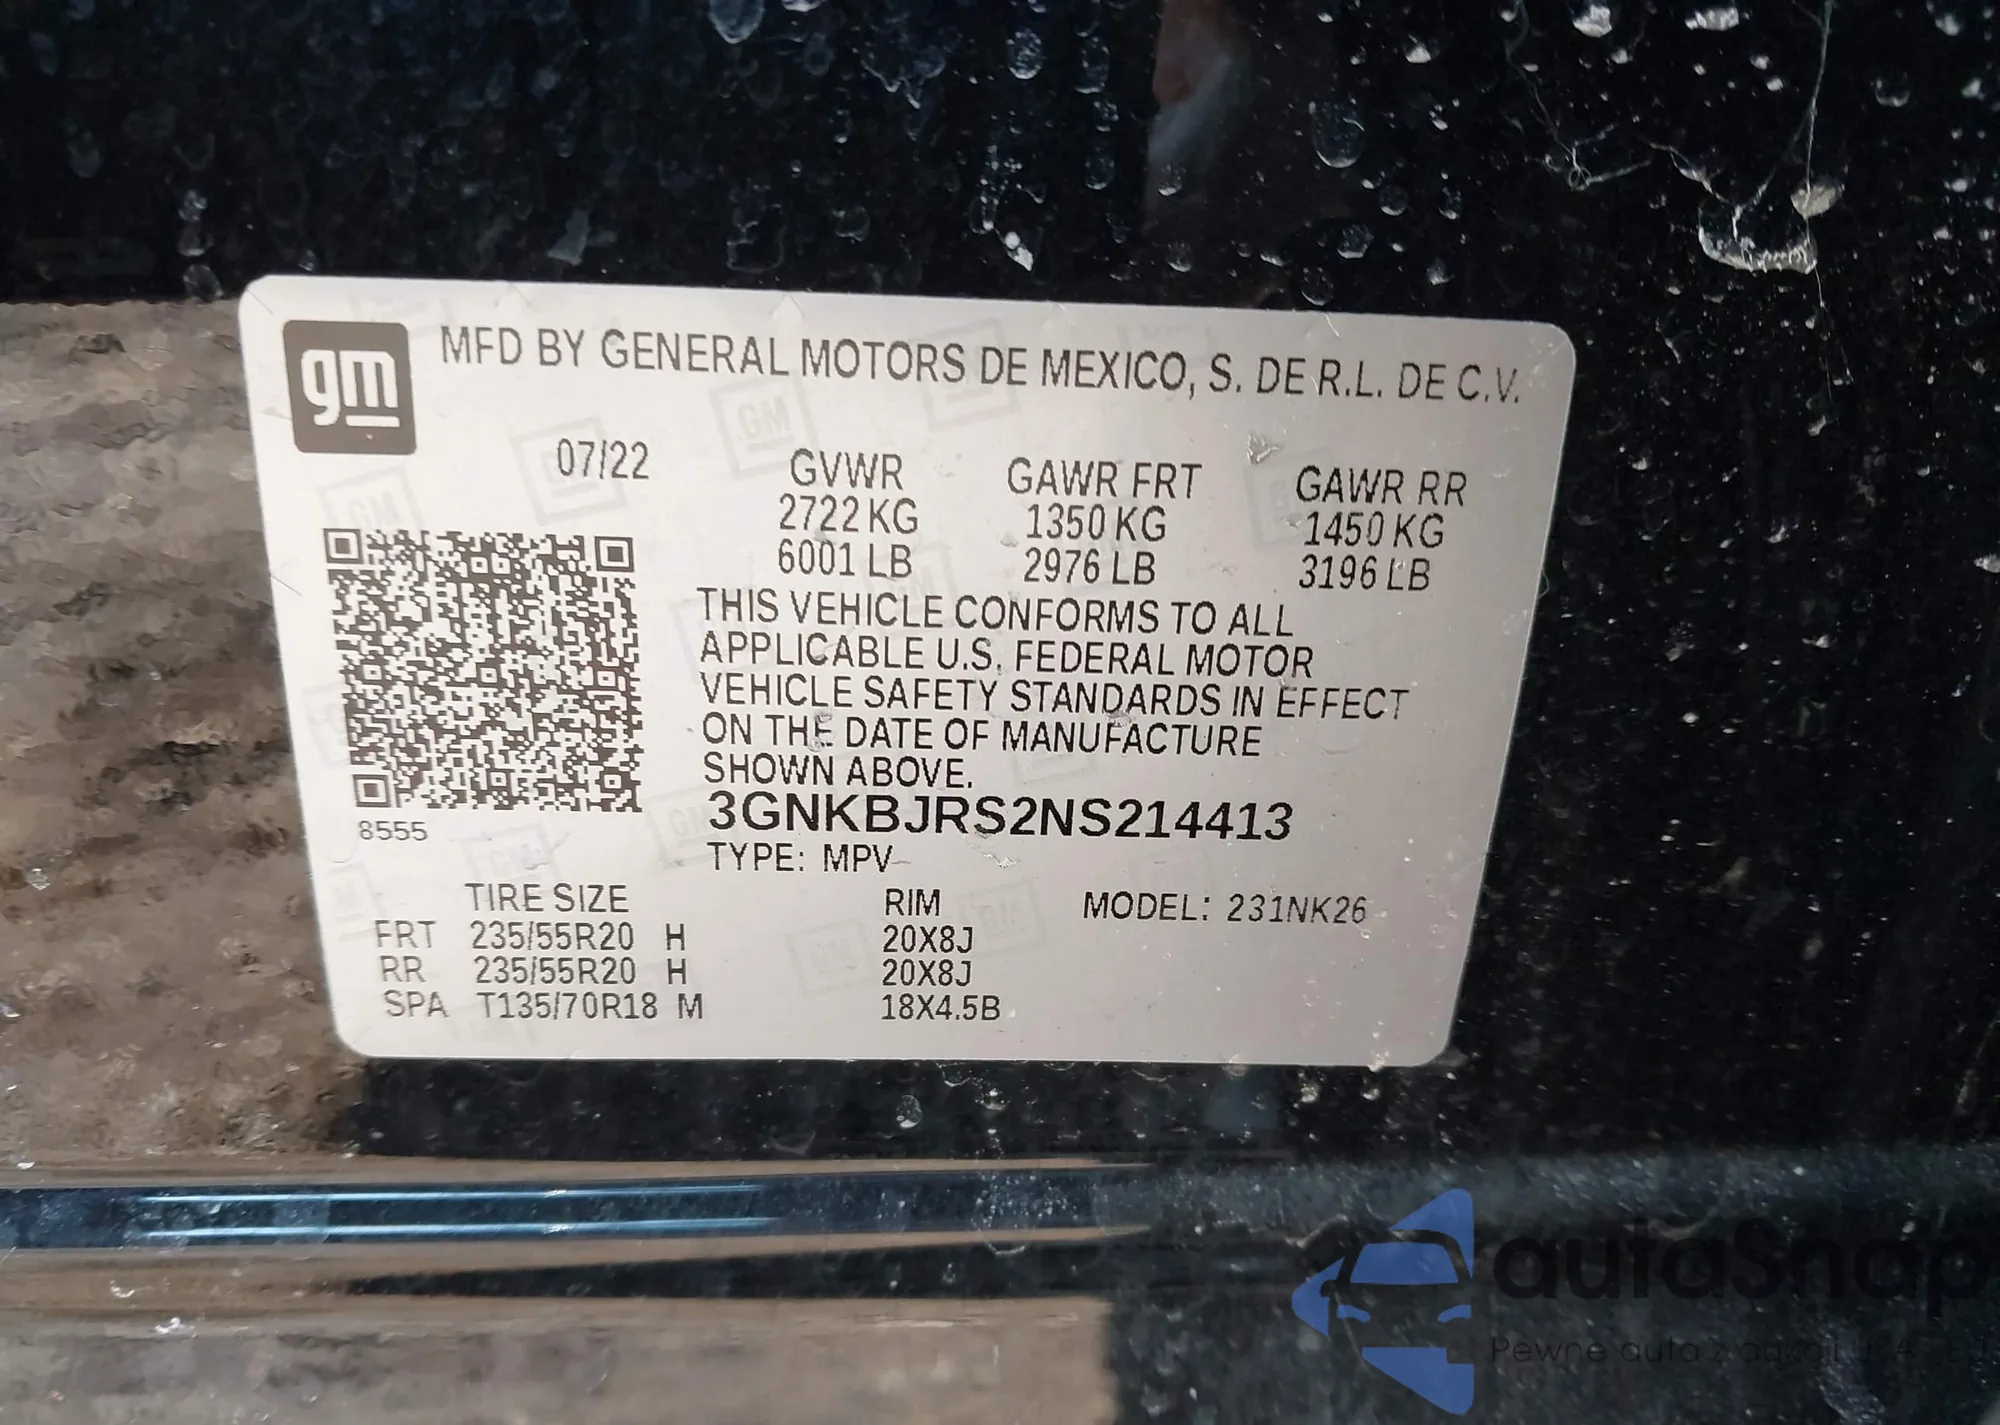 gm MFD BY GENERAL MOTORS DE MEXICO, S. DE R.L. DE C.V.
07/22 GVWR GAWR FRT GAWR RR
2722 KG 1350 KG 1450 KG
6001 LB 2976 LB 3196 LB
THIS VEHICLE CONFORMS TO ALL
APPLICABLE U.S. FEDERAL MOTOR
VEHICLE SAFETY STANDARDS IN EFFECT
ON THE DATE OF MANUFACTURE
SHOWN ABOVE.
3GNKBJRS2NS214413
8555
TYPE: MPV
TIRE SIZE RIM MODEL: 231NK26
FRT 235/55R20 H 20X8J
RR 235/55R20 H 20X8J
SPA T135/70R18 M 18X4.5B
autaSnap
Pewne auta z